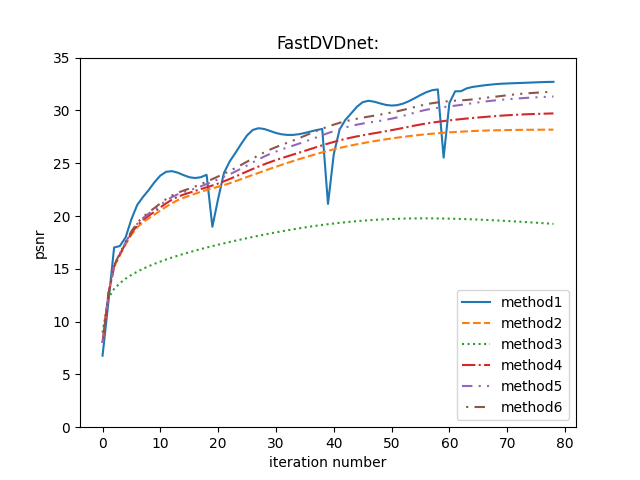 FastDVDnet:
35
30
25
20
15
10
5
0
psnr
method1
method2
method3
method4
method5
method6
0 10 20 30 40 50 60 70 80
iteration number